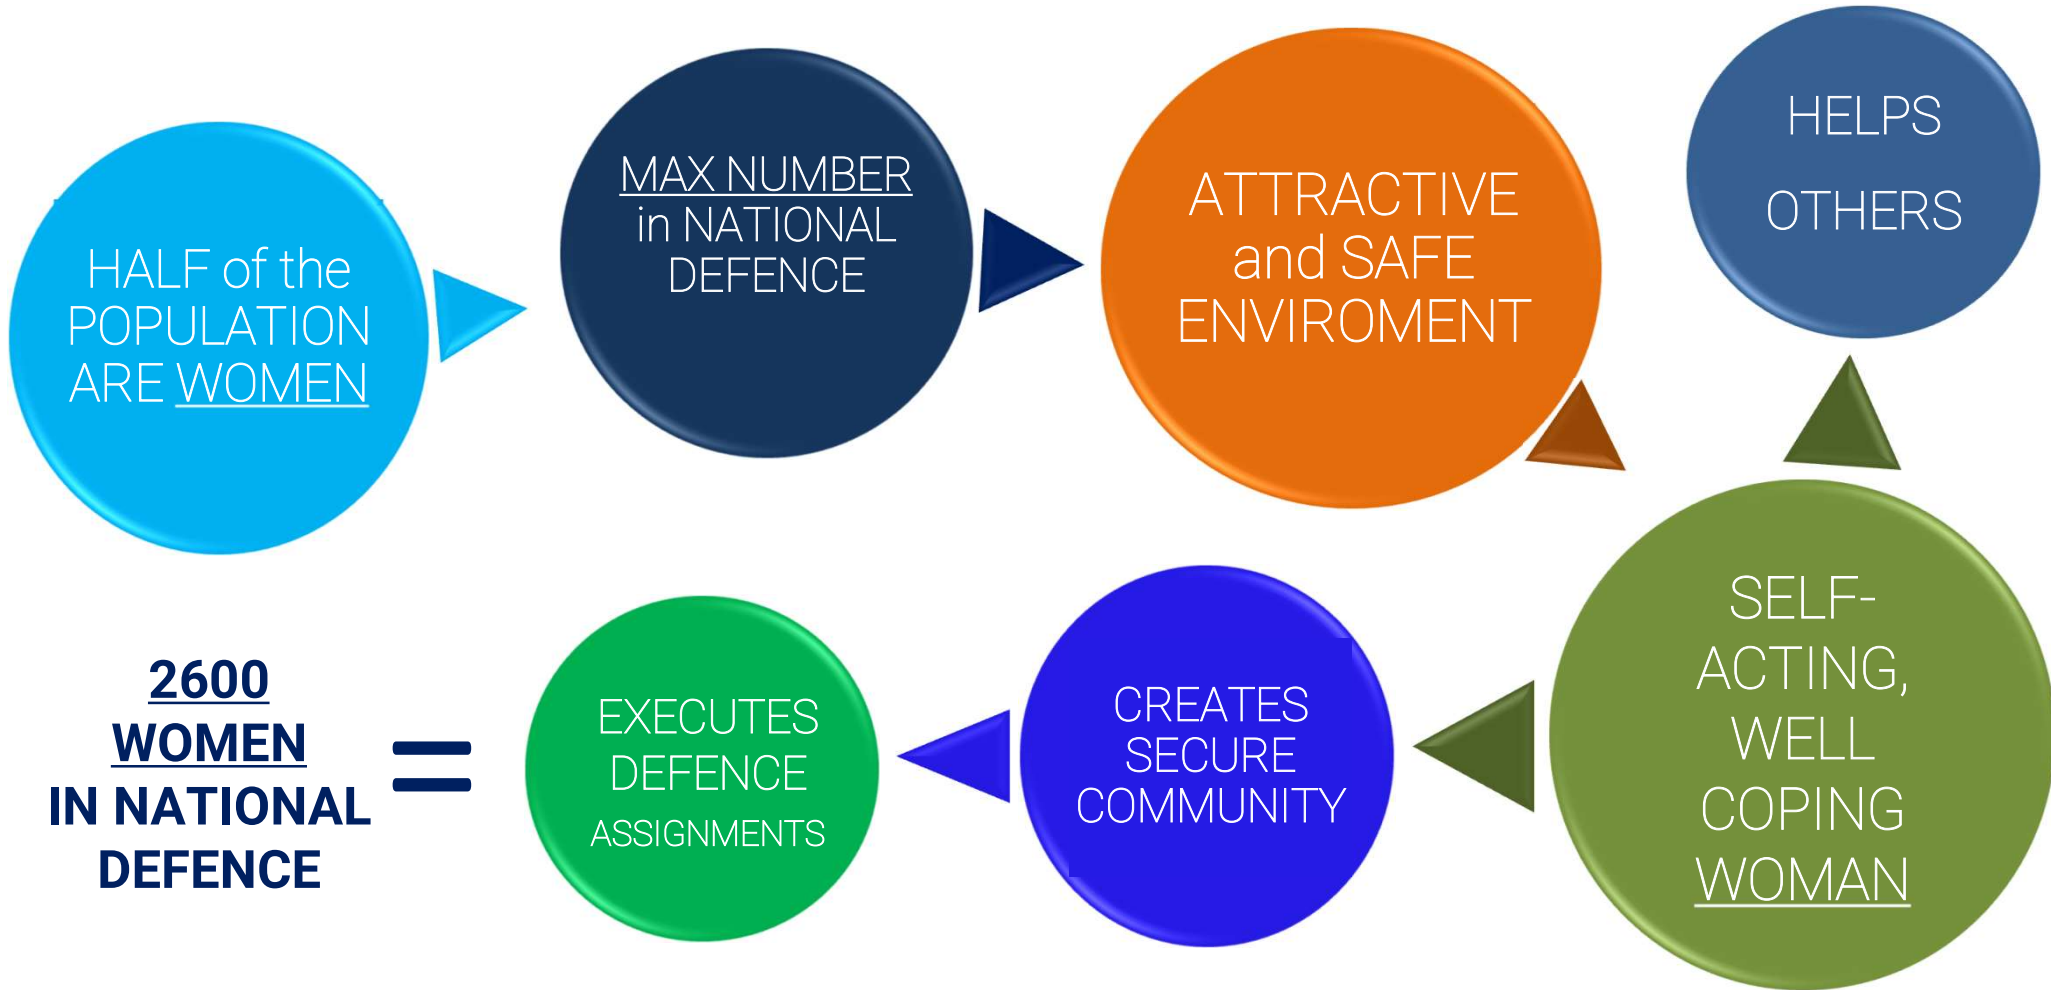 HALF of the
POPULATION
ARE WOMEN
MAX NUMBER
in NATIONAL
DEFENCE
ATTRACTIVE
and SAFE
ENVIROMENT
HELPS
OTHERS
SELF-
ACTING,
WELL
COPING
WOMAN
CREATES
SECURE
COMMUNITY
EXECUTES
DEFENCE
ASSIGNMENTS
=
2600
WOMEN
IN NATIONAL
DEFENCE